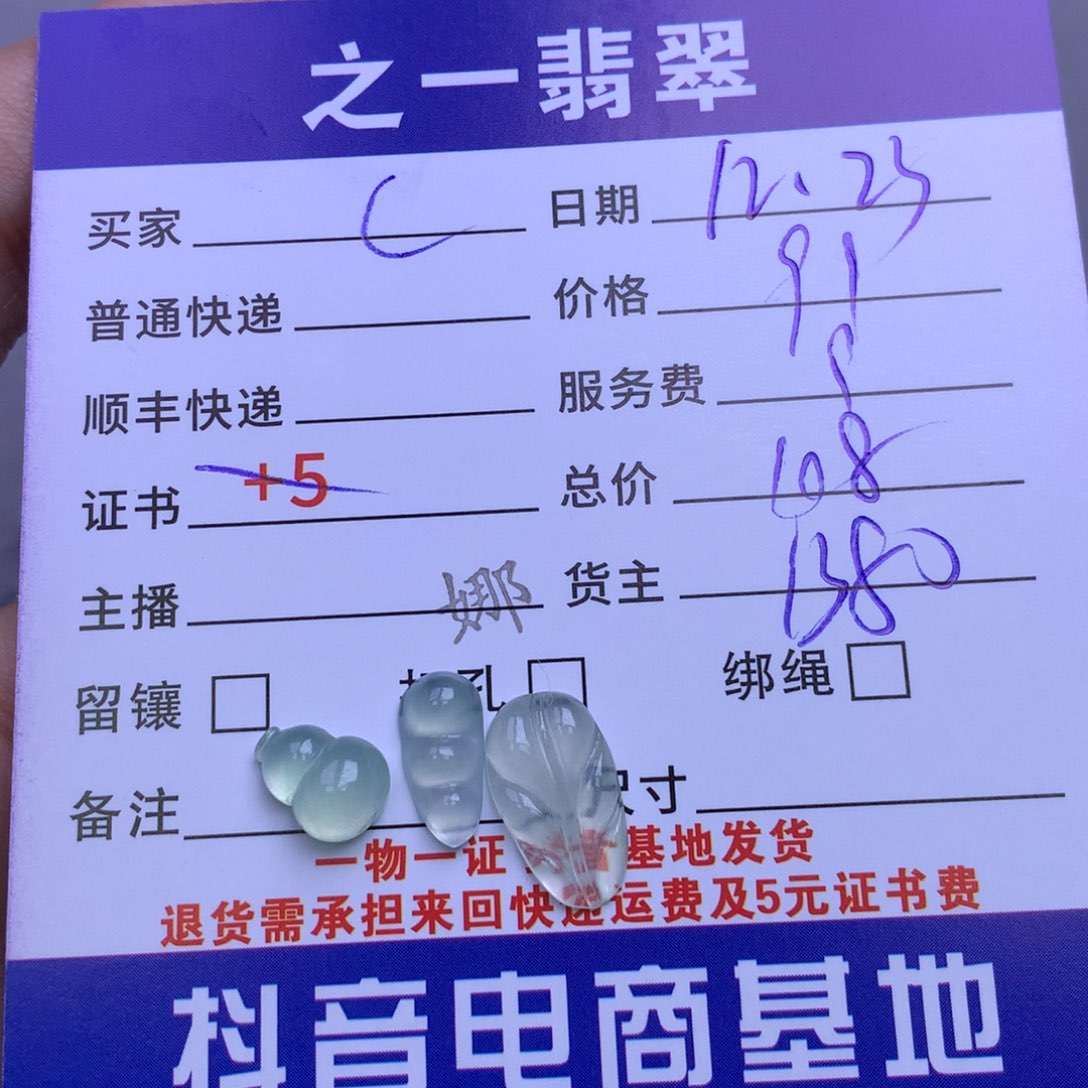 之一翡翠
买家 C 日期 12.23
普通快递 价格 91
顺丰快递 服务费
证书 +5 总价 108
主播 娜 货主 1380
留镶 孔 绑绳
备注 尺寸
一物一证 基地发货
退货需承担来回快递运费及5元证书费
抖音电商基地